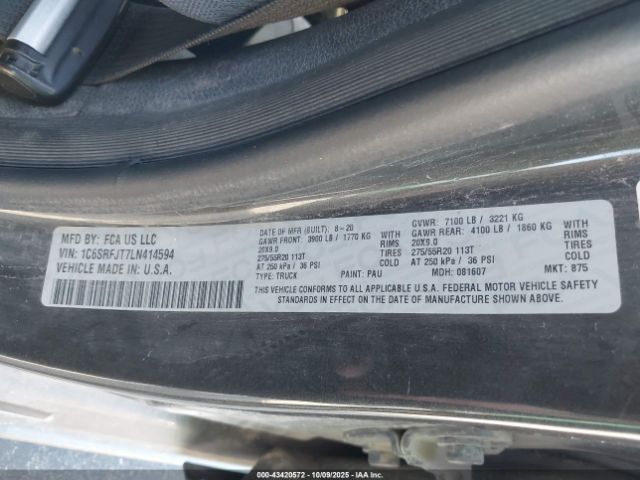 MFD. BY: FCA US LLC
VIN: 1C6SRFJT7LN414594
VEHICLE MADE IN: U.S.A.
DATE OF MFR (BUILT): 8-20
GAWR FRONT: 3900 LB / 1770 KG
20X9.0
275/55R20 113T
AT 250 kPa / 36 PSI
TYPE: TRUCK
WITH
RIMS
TIRES
COLD
PAINT: PAU
GVWR: 7100 LB / 3221 KG
GAWR REAR: 4100 LB / 1860 KG
20X9.0
275/55R20 113T
AT 250 kPa / 36 PSI
MDH: 081607
WITH
RIMS
TIRES
COLD
MKT: 875
THIS VEHICLE CONFORMS TO ALL APPLICABLE U.S.A. FEDERAL MOTOR VEHICLE SAFETY
STANDARDS IN EFFECT ON THE DATE OF MANUFACTURE SHOWN ABOVE.
000-43420572 • 10/09/2025 • IAAI.com